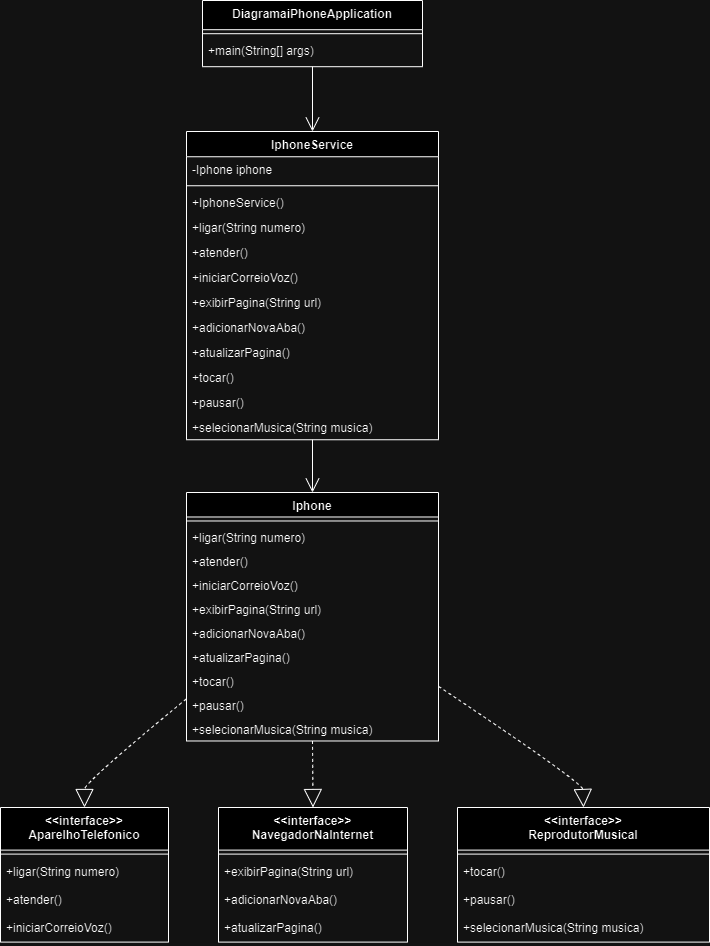 DiagramaiPhoneApplication
+main(String[] args)
IphoneService
-Iphone iphone
+IphoneService()
+ligar(String numero)
+atender()
+iniciarCorreioVoz()
+exibirPagina(String url)
+adicionarNovaAba()
+atualizarPagina()
+tocar()
+pausar()
+selecionarMusica(String musica)
Iphone
+ligar(String numero)
+atender()
+iniciarCorreioVoz()
+exibirPagina(String url)
+adicionarNovaAba()
+atualizarPagina()
+tocar()
+pausar()
+selecionarMusica(String musica)
<<interface>>
AparelhoTelefonico
+ligar(String numero)
+atender()
+iniciarCorreioVoz()
<<interface>>
NavegadorNaInternet
+exibirPagina(String url)
+adicionarNovaAba()
+atualizarPagina()
<<interface>>
ReprodutorMusical
+tocar()
+pausar()
+selecionarMusica(String musica)